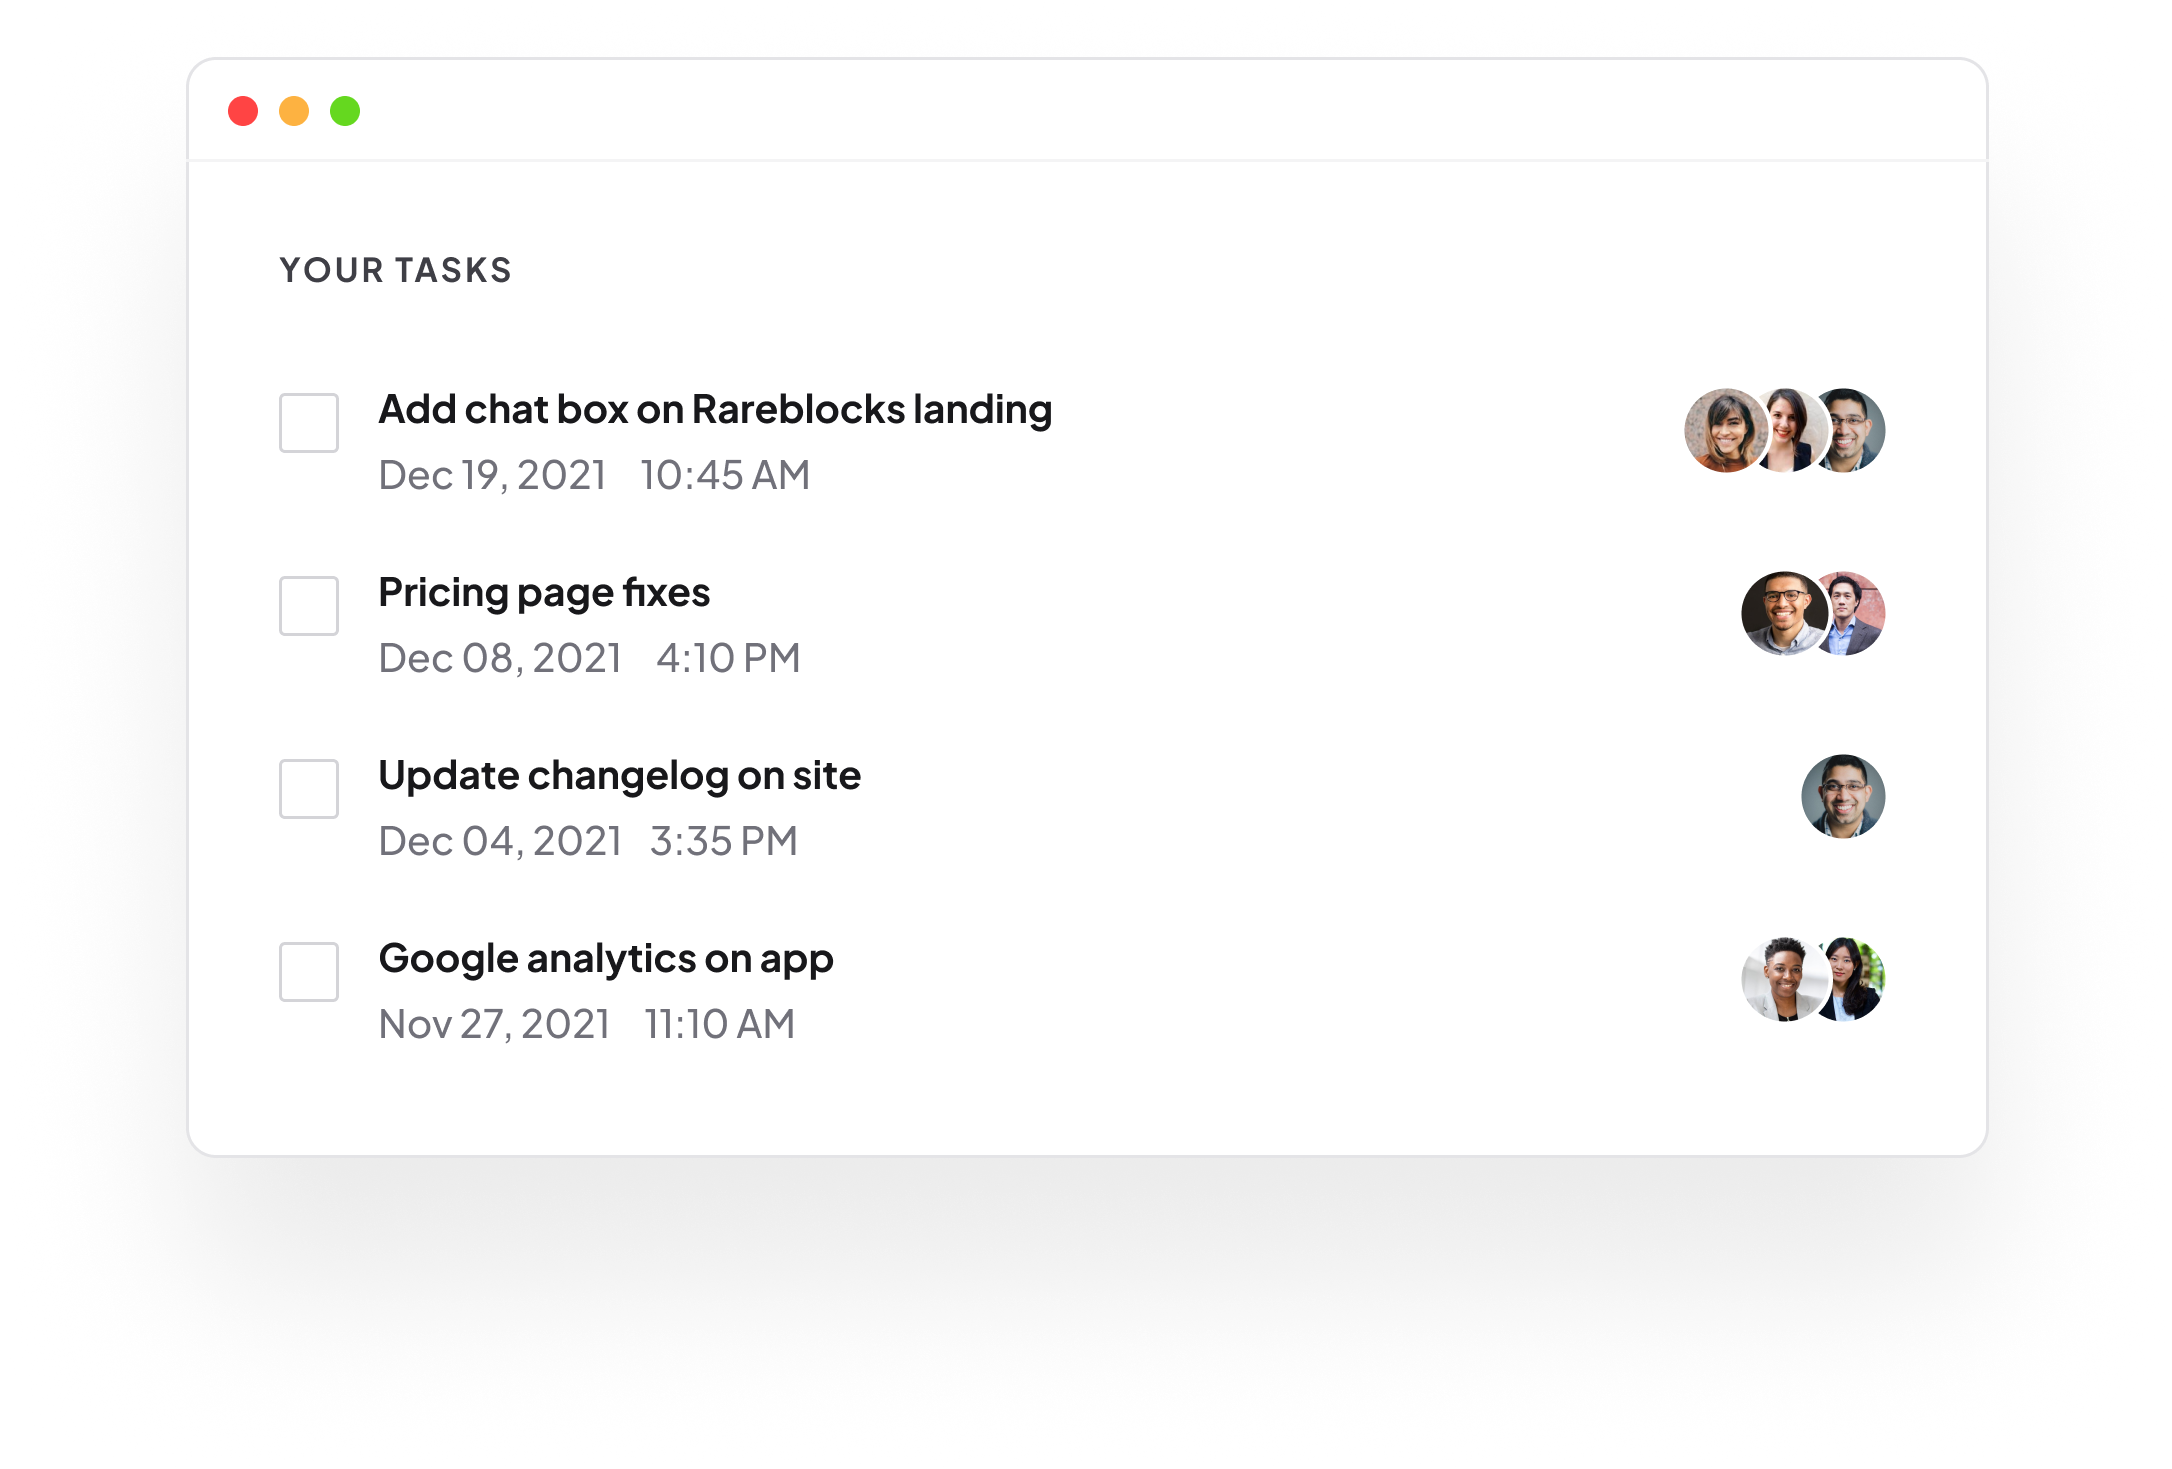 YOUR TASKS
Add chat box on Rareblocks landing
Dec 19, 2021 10:45 AM
Pricing page fixes
Dec 08, 2021 4:10 PM
Update changelog on site
Dec 04, 2021 3:35 PM
Google analytics on app
Nov 27, 2021 11:10 AM